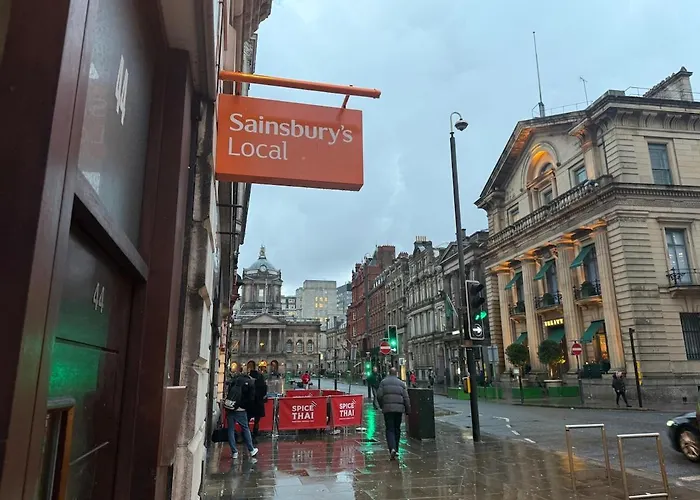 44
Sainsbury's
Local
44
SPICE
THAI
SPICE
THAI